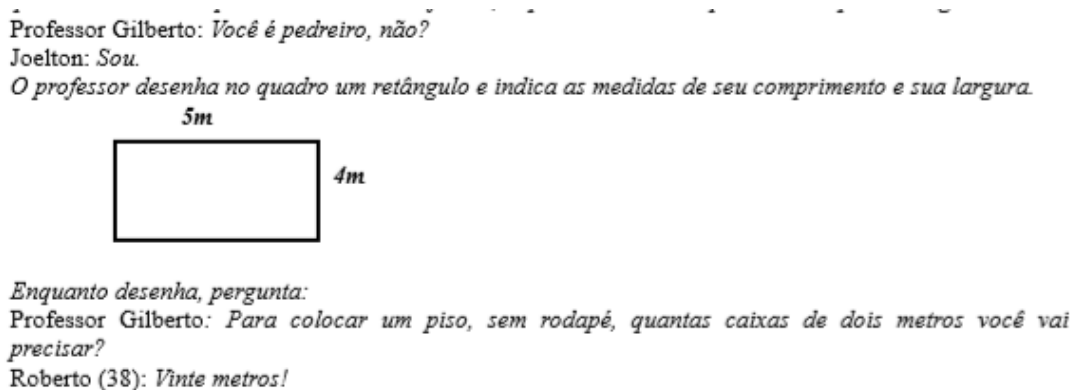 Professor Gilberto: Você é pedreiro, não?
Joelton: Sou.
O professor desenha no quadro um retângulo e indica as medidas de seu comprimento e sua largura.
5m
4m
Enquanto desenha, pergunta:
Professor Gilberto: Para colocar um piso, sem rodapé, quantas caixas de dois metros você vai
precisar?
Roberto (38): Vinte metros!